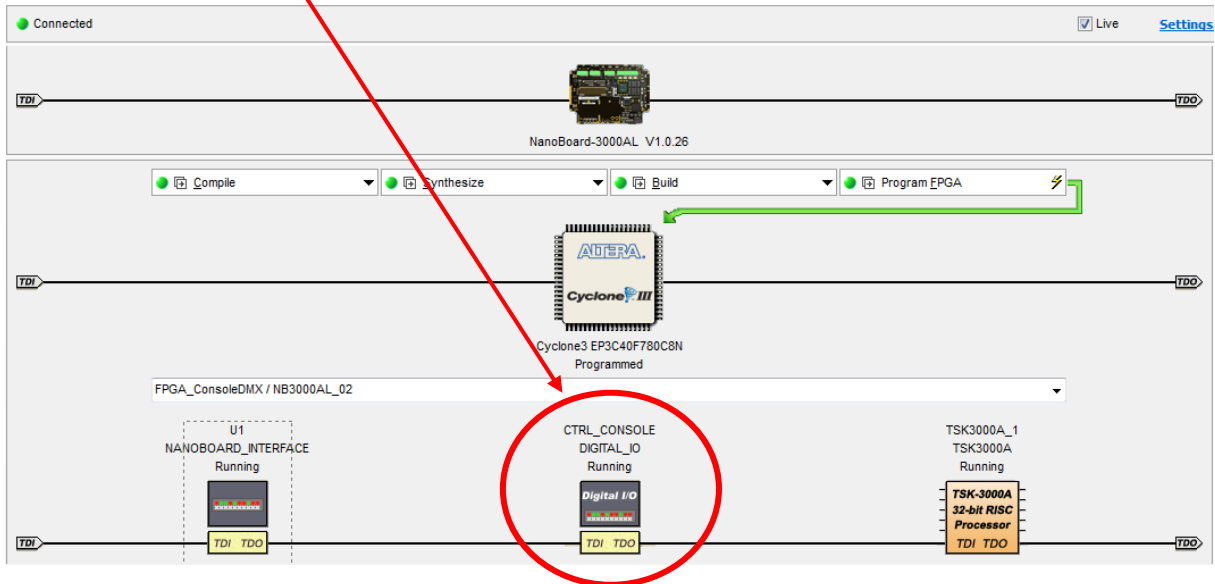 Connected
Live
Settings
TDI
TDO
NanoBoard-3000AL V1.0.26
Compile
Synthesize
Build
Program FPGA
ALTERA.
TDI
TDO
Cyclone III
Cyclone3 EP3C40F780C8N
Programmed
FPGA_ConsoleDMX / NB3000AL_02
U1
NANOBOARD_INTERFACE
Running
CTRL_CONSOLE
DIGITAL_IO
Running
TSK3000A_1
TSK3000A
Running
Digital I/O
TSK-3000A
32-bit RISC
Processor
TDI
TDI TDO
TDI TDO
TDI TDO
TDO